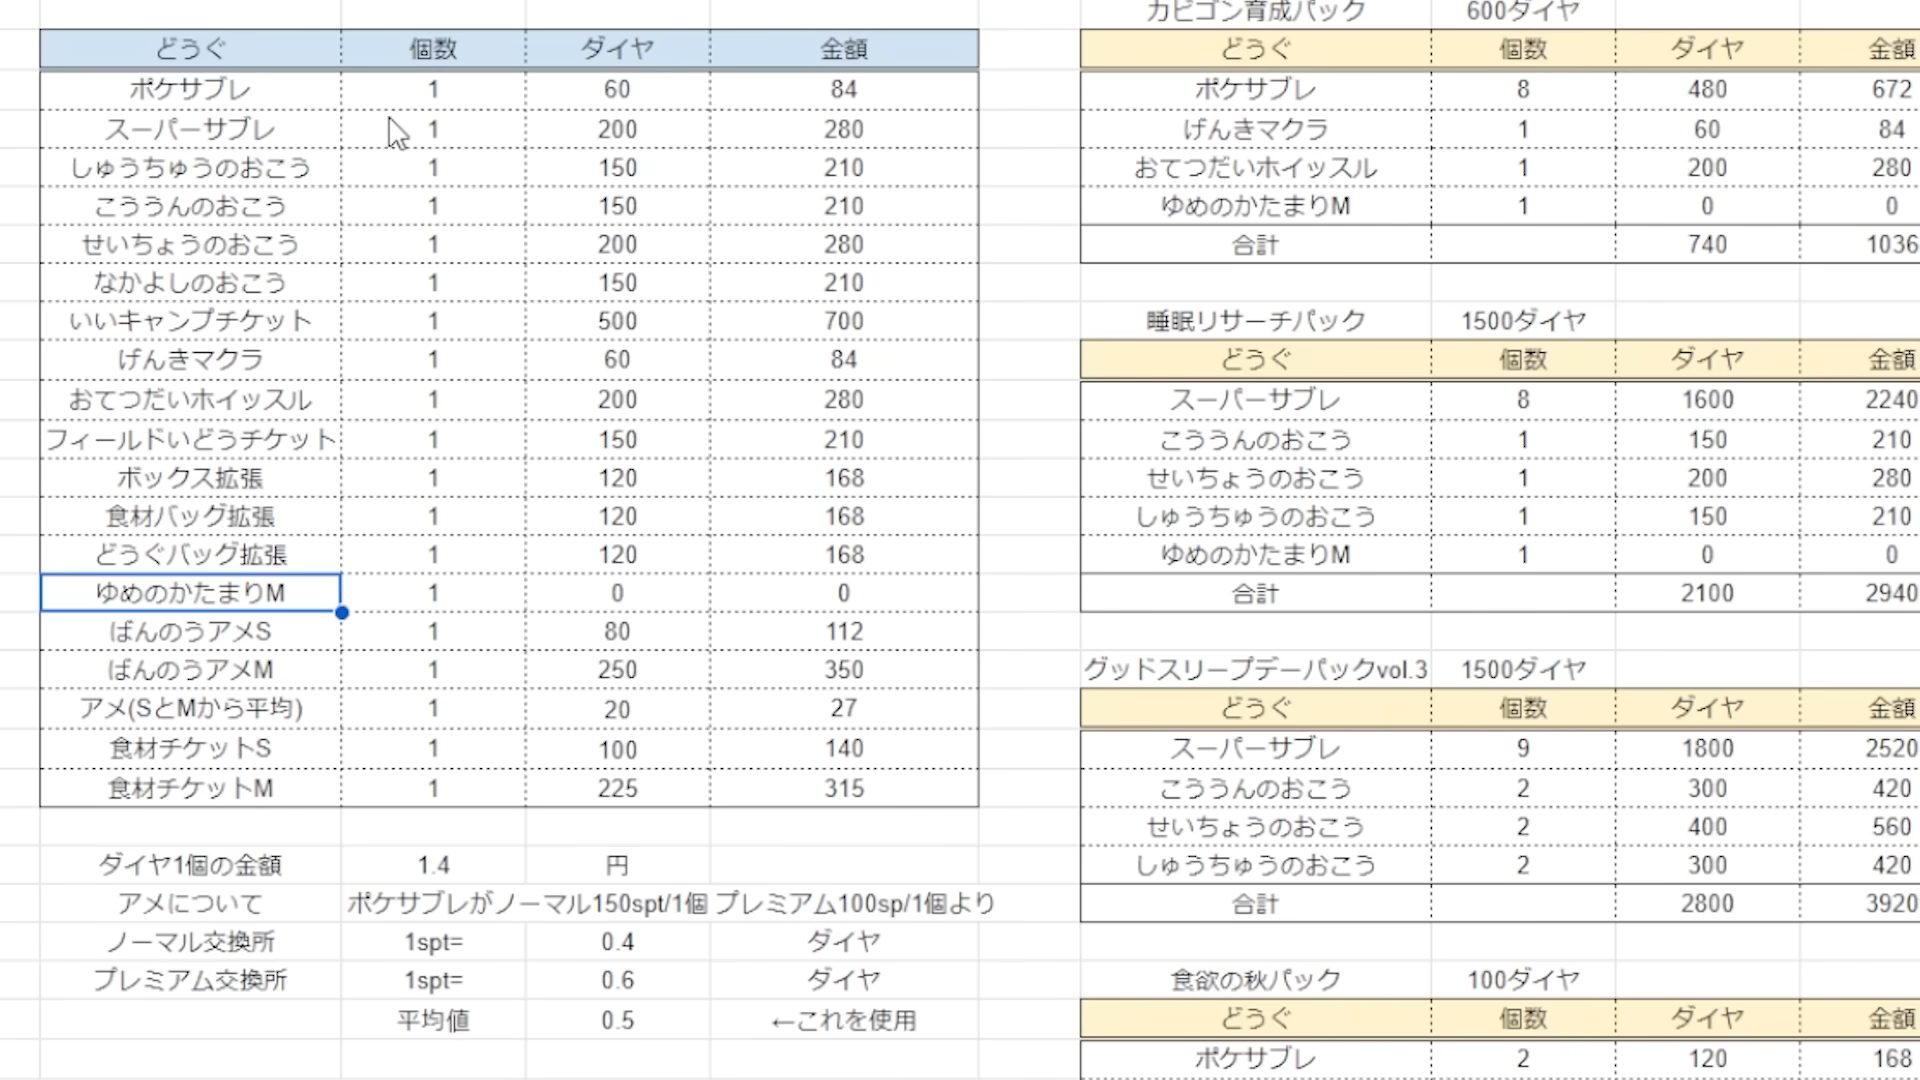 どうぐ 個数 ダイヤ 金額
ポケサブレ 1 60 84
スーパーサブレ 1 200 280
しゅうちゅうのおこう 1 150 210
こううんのおこう 1 150 210
せいちょうのおこう 1 200 280
なかよしのおこう 1 150 210
いいキャンプチケット 1 500 700
げんきマクラ 1 60 84
おてつだいホイッスル 1 200 280
フィールドいどうチケット 1 150 210
ボックス拡張 1 120 168
食材バッグ拡張 1 120 168
どうぐバッグ拡張 1 120 168
ゆめのかたまりM 1 0 0
ばんのうアメS 1 80 112
ばんのうアメM 1 250 350
アメ(SとMから平均) 1 20 27
食材チケットS 1 100 140
食材チケットM 1 225 315
ダイヤ1個の金額 1.4 円
アメについて ポケサブレがノーマル150spt/1個 プレミアム100sp/1個より
ノーマル交換所 1spt= 0.4 ダイヤ
プレミアム交換所 1spt= 0.6 ダイヤ
平均値 0.5 ←これを使用
カビゴン育成パック 600ダイヤ
どうぐ 個数 ダイヤ 金額
ポケサブレ 8 480 672
げんきマクラ 1 60 84
おてつだいホイッスル 1 200 280
ゆめのかたまりM 1 0 0
合計 740 1036
睡眠リサーチパック 1500ダイヤ
どうぐ 個数 ダイヤ 金額
スーパーサブレ 8 1600 2240
こううんのおこう 1 150 210
せいちょうのおこう 1 200 280
しゅうちゅうのおこう 1 150 210
ゆめのかたまりM 1 0 0
合計 2100 2940
グッドスリープデーパックvol.3 1500ダイヤ
どうぐ 個数 ダイヤ 金額
スーパーサブレ 9 1800 2520
こううんのおこう 2 300 420
せいちょうのおこう 2 400 560
しゅうちゅうのおこう 2 300 420
合計 2800 3920
食欲の秋パック 100ダイヤ
どうぐ 個数 ダイヤ 金額
ポケサブレ 2 120 168